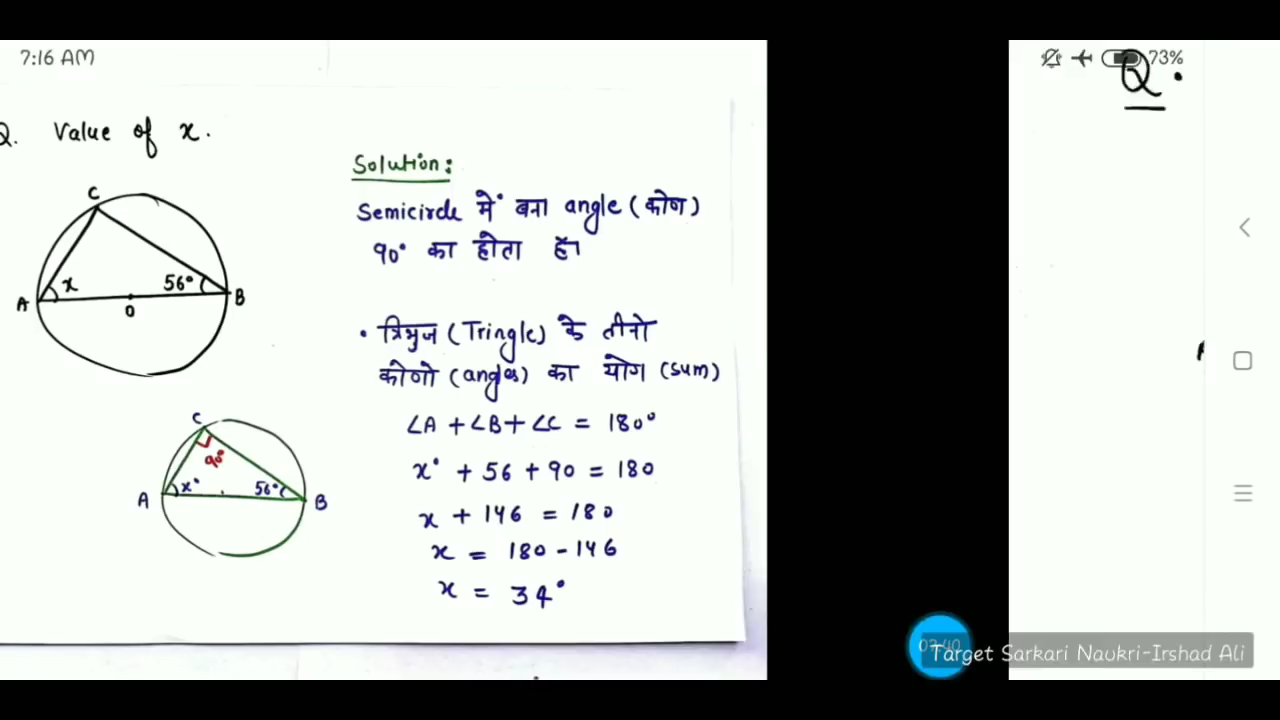 7:16 AM
73%
Q.
Q. Value of x.
C
x
56°
A
O
B
C
90°
x°
56°
A
B
Solution:
Semicircle में बना angle (कोण)
90° का होता है।
• त्रिभुज (Tringle) के तीनो
कोणो (angles) का योग (sum)
∠A + ∠B + ∠C = 180°
x° + 56 + 90 = 180
x + 146 = 180
x = 180 - 146
x = 34°
Target Sarkari Naukri-Irshad Ali